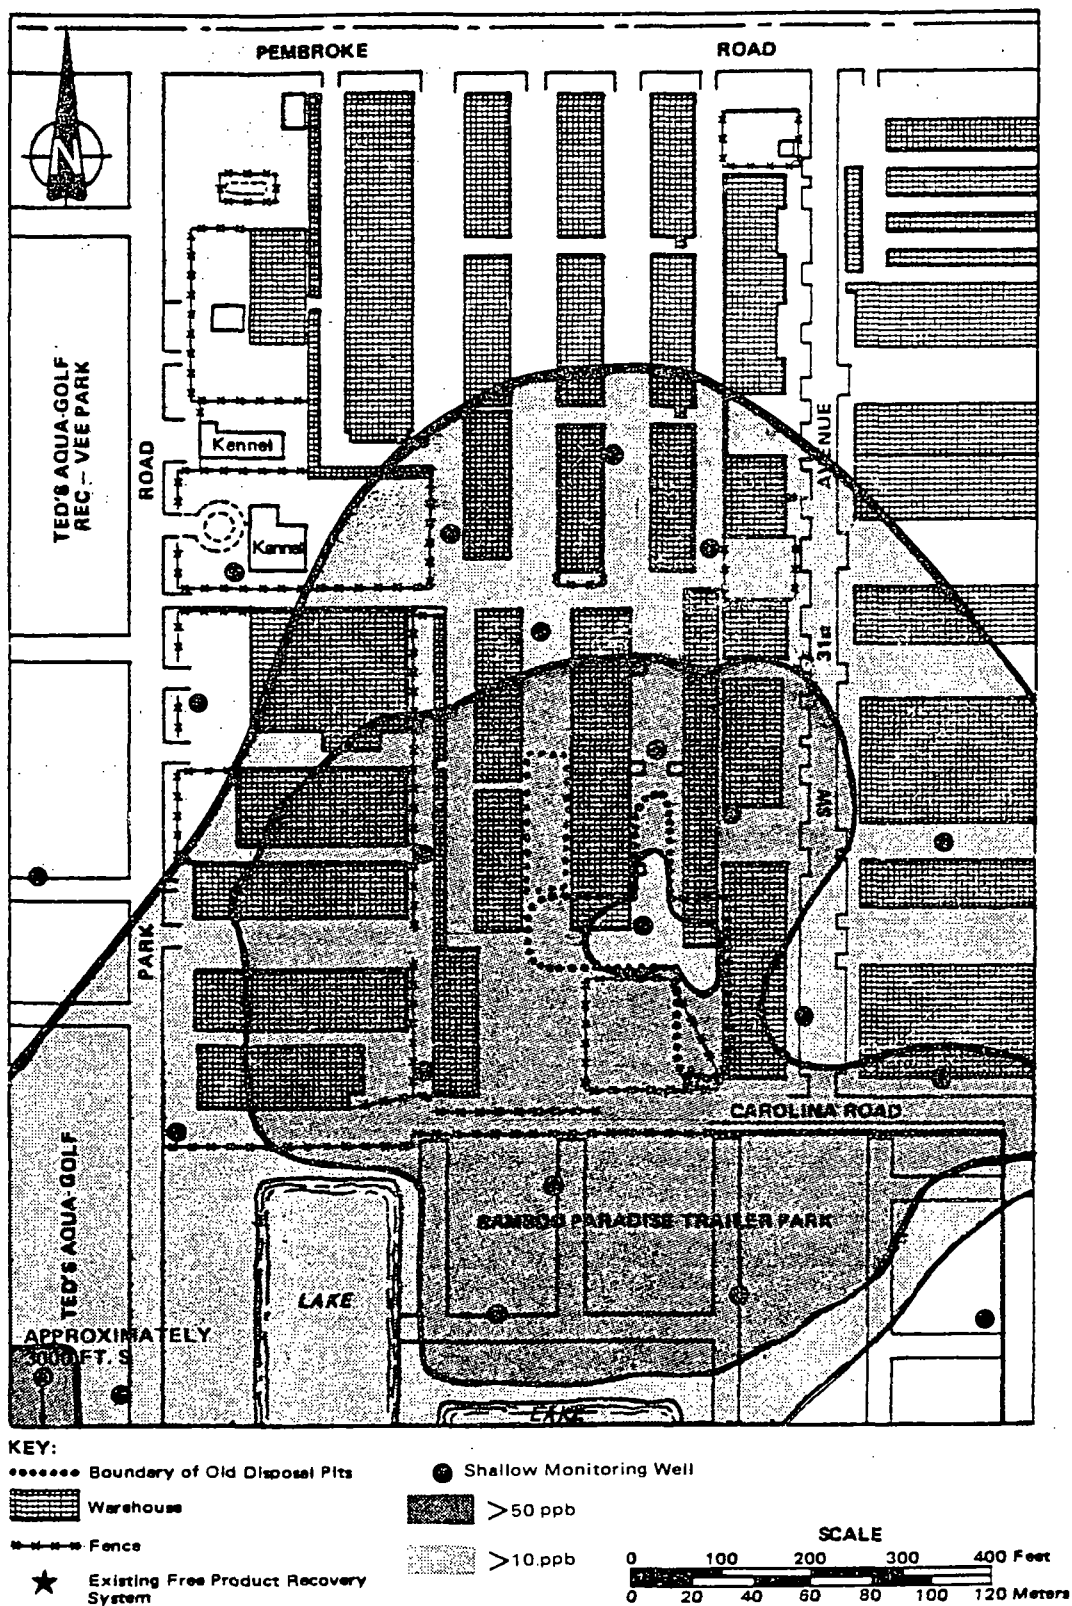 PEMBROKE ROAD
N
TED'S AQUA-GOLF
REC-VEE PARK
ROAD
Kennel
Kennel
AVENUE
31st
SW
PARK
CAROLINA ROAD
BAMBOO PARADISE TRAILER PARK
TED'S AQUA-GOLF
LAKE
APPROXIMATELY
3000 FT. S
LAKE
KEY:
Boundary of Old Disposal Pits
Warehouse
Fence
Existing Free Product Recovery
System
Shallow Monitoring Well
>50 ppb
>10.ppb
SCALE
0 100 200 300 400 Feet
0 20 40 60 80 100 120 Meters